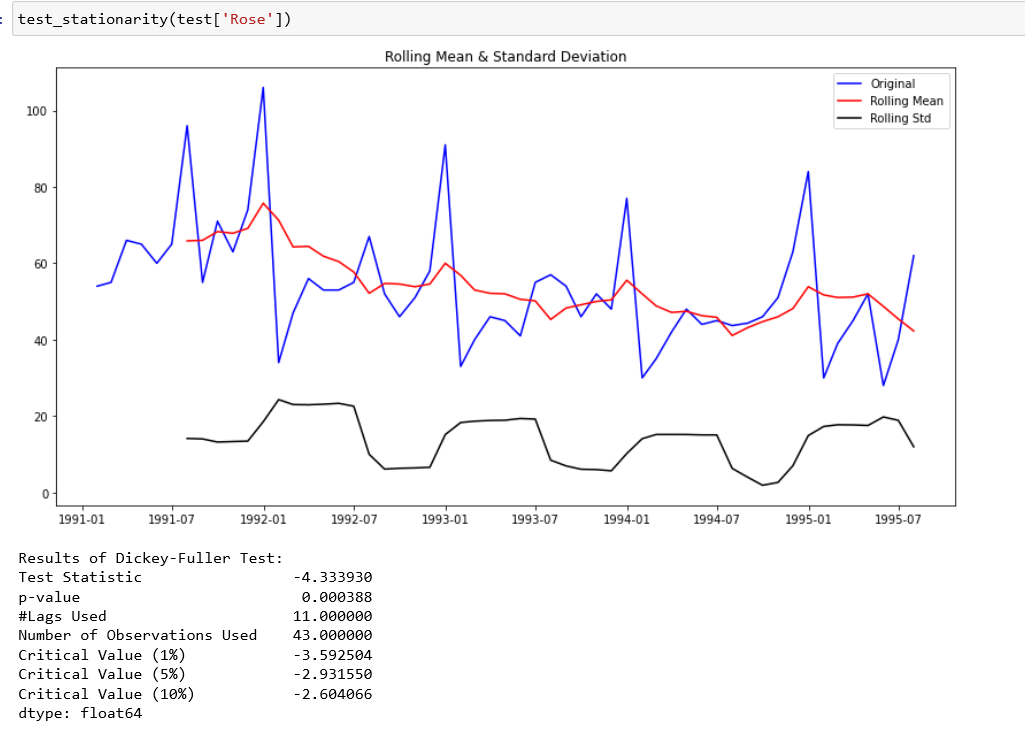 test_stationarity(test['Rose'])
Rolling Mean & Standard Deviation
Original
Rolling Mean
Rolling Std
100
80
60
40
20
0
1991-01 1991-07 1992-01 1992-07 1993-01 1993-07 1994-01 1994-07 1995-01 1995-07
Results of Dickey-Fuller Test:
Test Statistic -4.333930
p-value 0.000388
#Lags Used 11.000000
Number of Observations Used 43.000000
Critical Value (1%) -3.592504
Critical Value (5%) -2.931550
Critical Value (10%) -2.604066
dtype: float64